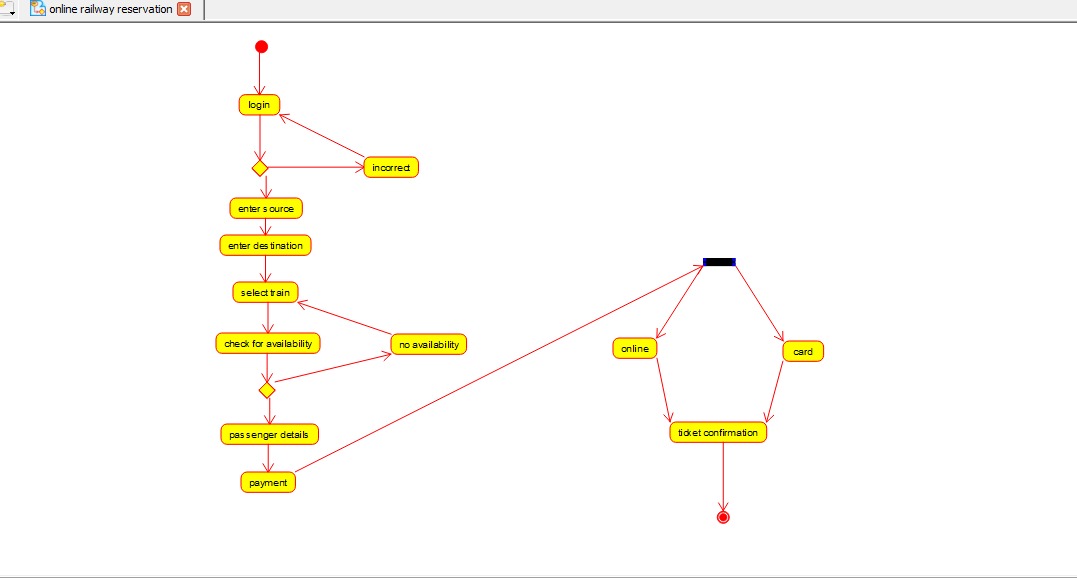 online railway reservation
login
incorrect
enter source
enter destination
select train
check for availability
no availability
online
card
passenger details
ticket confirmation
payment